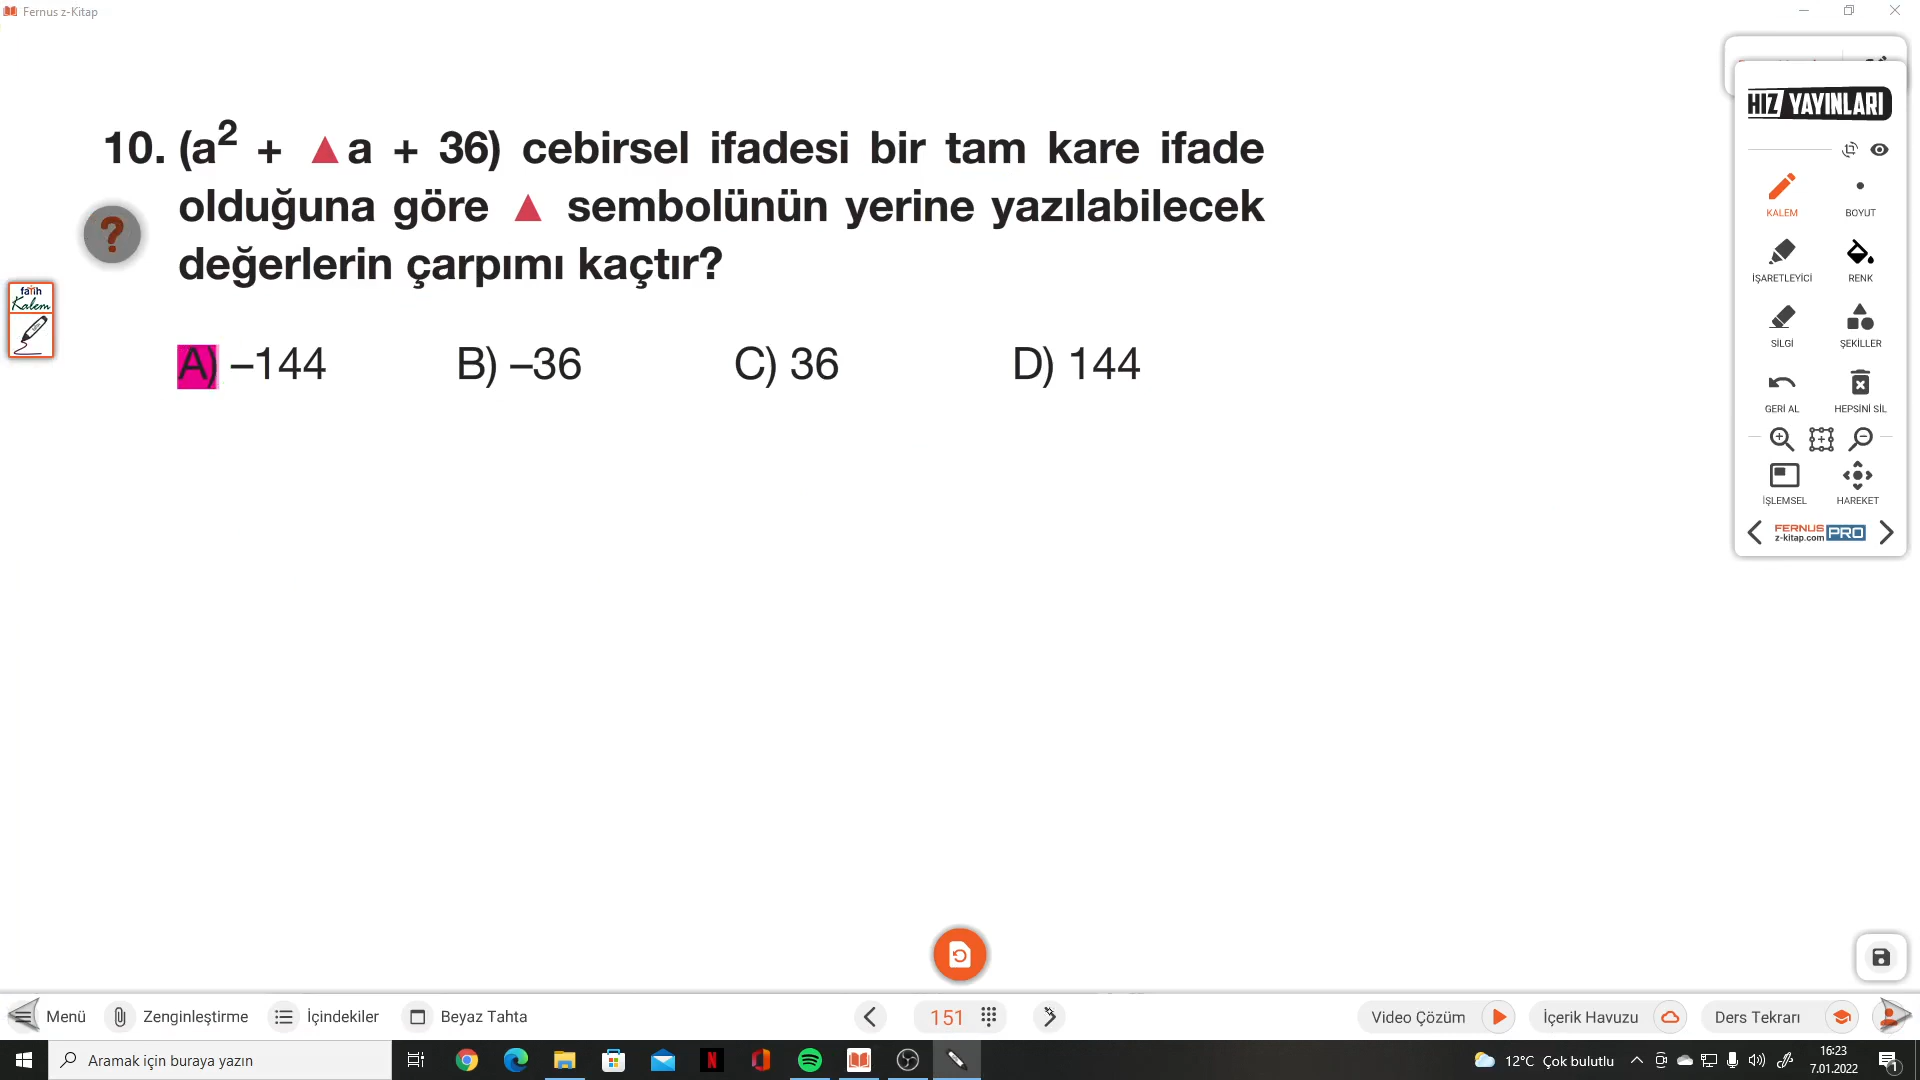 Fernus z-Kitap
HIZ YAYINLARI
10. (a² + ▲a + 36) cebirsel ifadesi bir tam kare ifade
olduğuna göre ▲ sembolünün yerine yazılabilecek
değerlerin çarpımı kaçtır?
?
fatih
Kalem
A) –144 B) –36 C) 36 D) 144
KALEM BOYUT
İŞARETLEYİCİ RENK
SİLGİ ŞEKİLLER
GERİ AL HEPSİNİ SİL
İŞLEMSEL HAREKET
FERNUS PRO
z-kitap.com
Menü Zenginleştirme İçindekiler Beyaz Tahta 151 Video Çözüm İçerik Havuzu Ders Tekrarı
Aramak için buraya yazın
12°C Çok bulutlu
16:23
7.01.2022
1